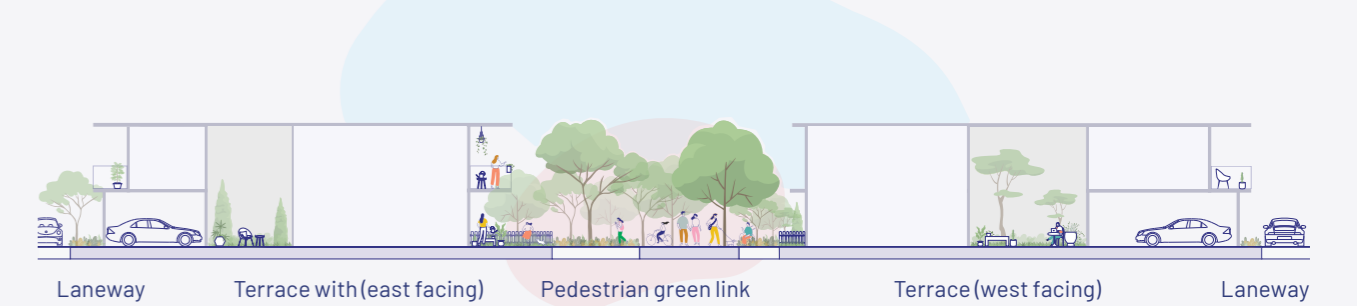 Laneway
Terrace with (east facing)
Pedestrian green link
Terrace (west facing)
Laneway